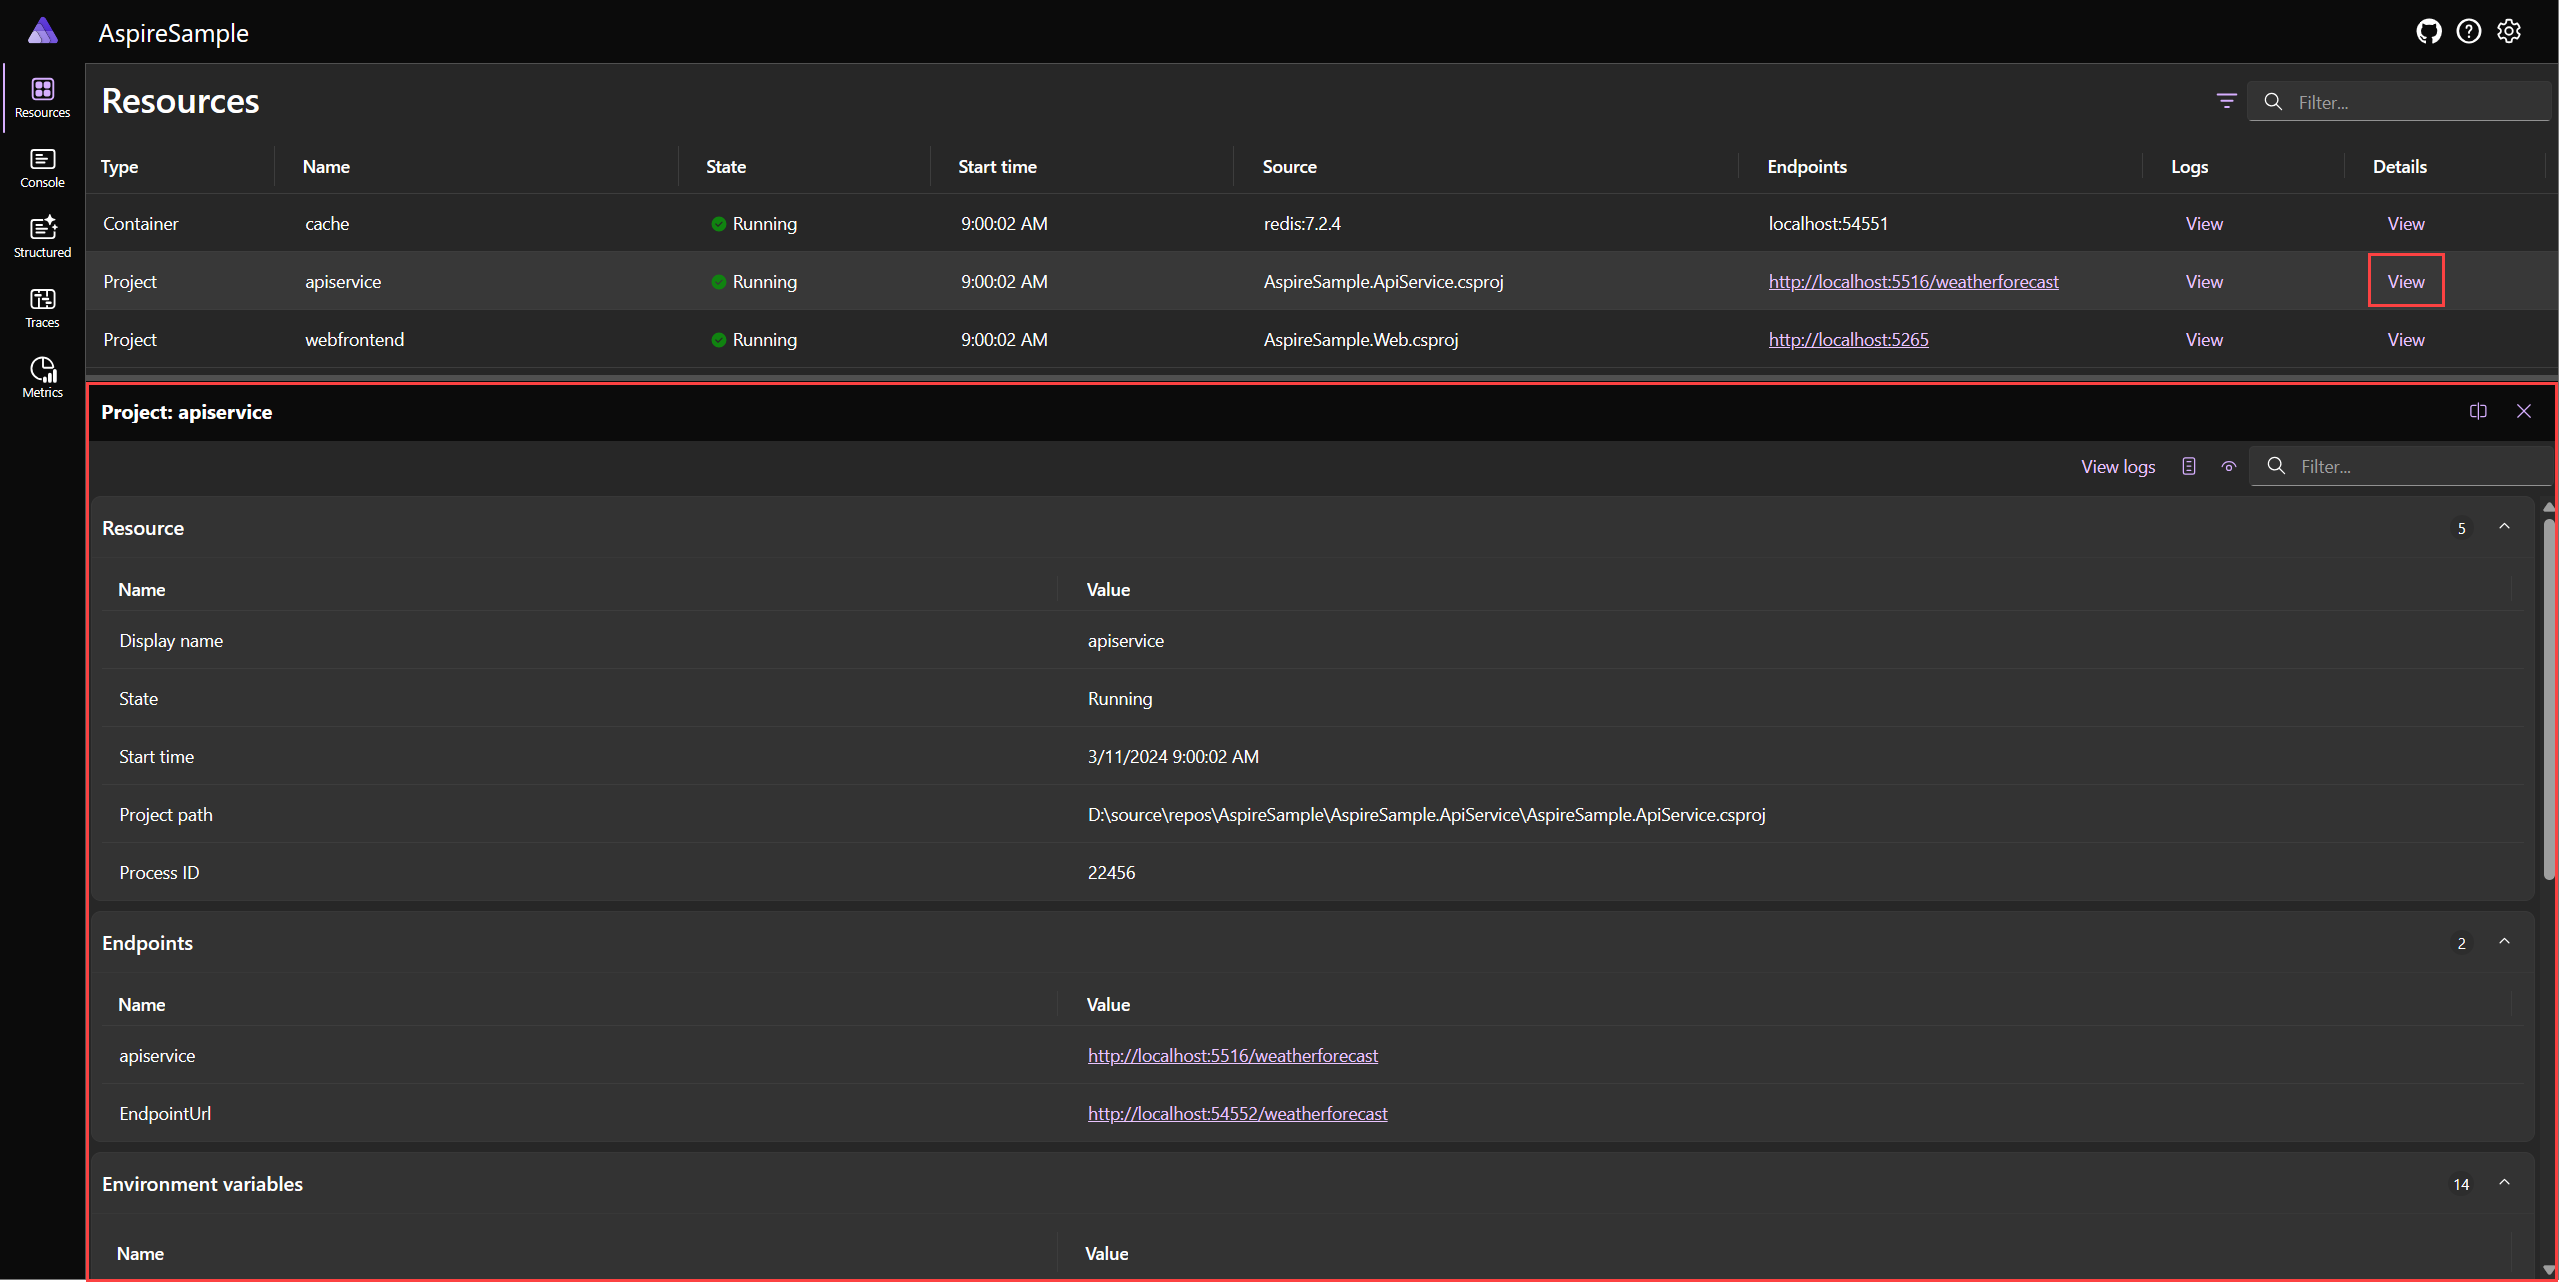 AspireSample
Resources
Console
Structured
Traces
Metrics
Resources
Filter...
Type Name State Start time Source Endpoints Logs Details
Container cache Running 9:00:02 AM redis:7.2.4 localhost:54551 View View
Project apiservice Running 9:00:02 AM AspireSample.ApiService.csproj http://localhost:5516/weatherforecast View View
Project webfrontend Running 9:00:02 AM AspireSample.Web.csproj http://localhost:5265 View View
Project: apiservice
View logs Filter...
Resource 5
Name Value
Display name apiservice
State Running
Start time 3/11/2024 9:00:02 AM
Project path D:\source\repos\AspireSample\AspireSample.ApiService\AspireSample.ApiService.csproj
Process ID 22456
Endpoints 2
Name Value
apiservice http://localhost:5516/weatherforecast
EndpointUrl http://localhost:54552/weatherforecast
Environment variables 14
Name Value